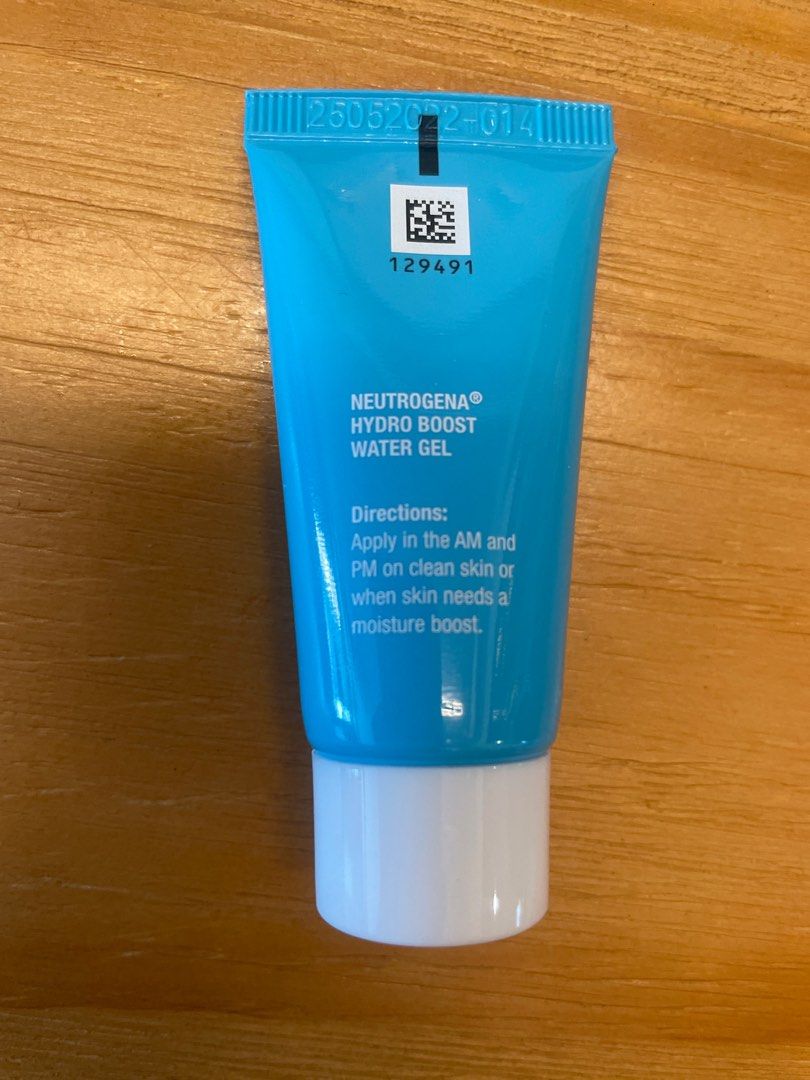 25052022-014
129491
NEUTROGENA®
HYDRO BOOST
WATER GEL
Directions:
Apply in the AM and
PM on clean skin or
when skin needs a
moisture boost.